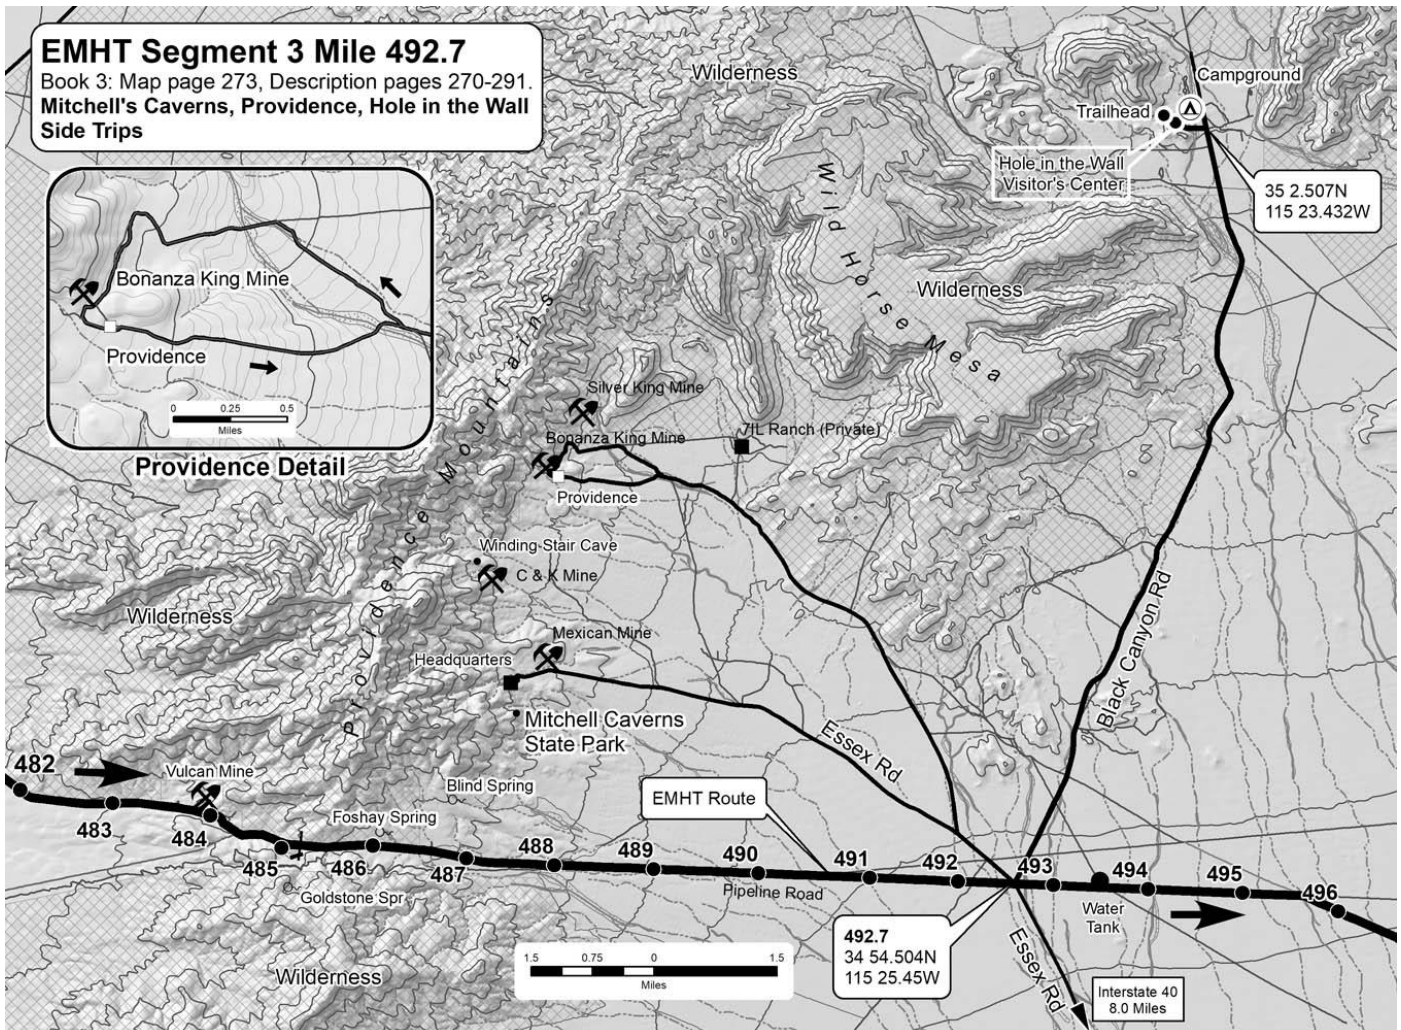 EMHT Segment 3 Mile 492.7
Book 3: Map page 273, Description pages 270-291.
Mitchell's Caverns, Providence, Hole in the Wall
Side Trips
Wilderness
Campground
Trailhead
Hole in the Wall
Visitor's Center
35 2.507N
115 23.432W
Wild Horse Mesa
Wilderness
Bonanza King Mine
Providence
0 0.25 0.5
Miles
Providence Detail
Providence Mountains
Silver King Mine
Bonanza King Mine
7IL Ranch (Private)
Providence
Winding Stair Cave
C & K Mine
Wilderness
Mexican Mine
Headquarters
Mitchell Caverns
State Park
Black Canyon Rd
Essex Rd
482
Vulcan Mine
Blind Spring
EMHT Route
483
484
Foshay Spring
485
486
487
488
489
490
491
492
493
494
495
496
Goldstone Spr
Pipeline Road
Water
Tank
Wilderness
492.7
34 54.504N
115 25.45W
Essex Rd
1.5 0.75 0 1.5
Miles
Interstate 40
8.0 Miles